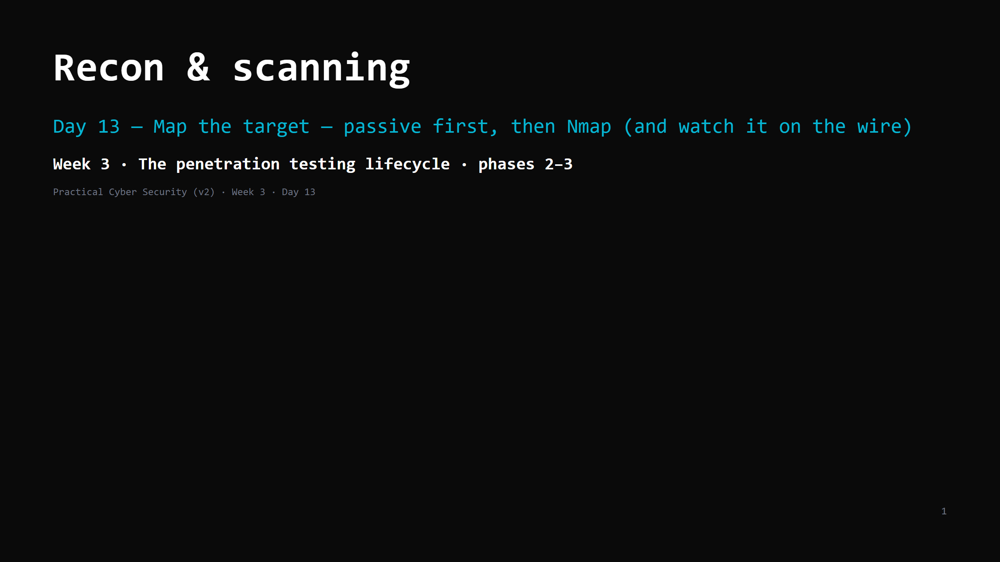 Recon & scanning
Day 13 — Map the target — passive first, then Nmap (and watch it on the wire)
Week 3 · The penetration testing lifecycle · phases 2–3
Practical Cyber Security (v2) · Week 3 · Day 13
1